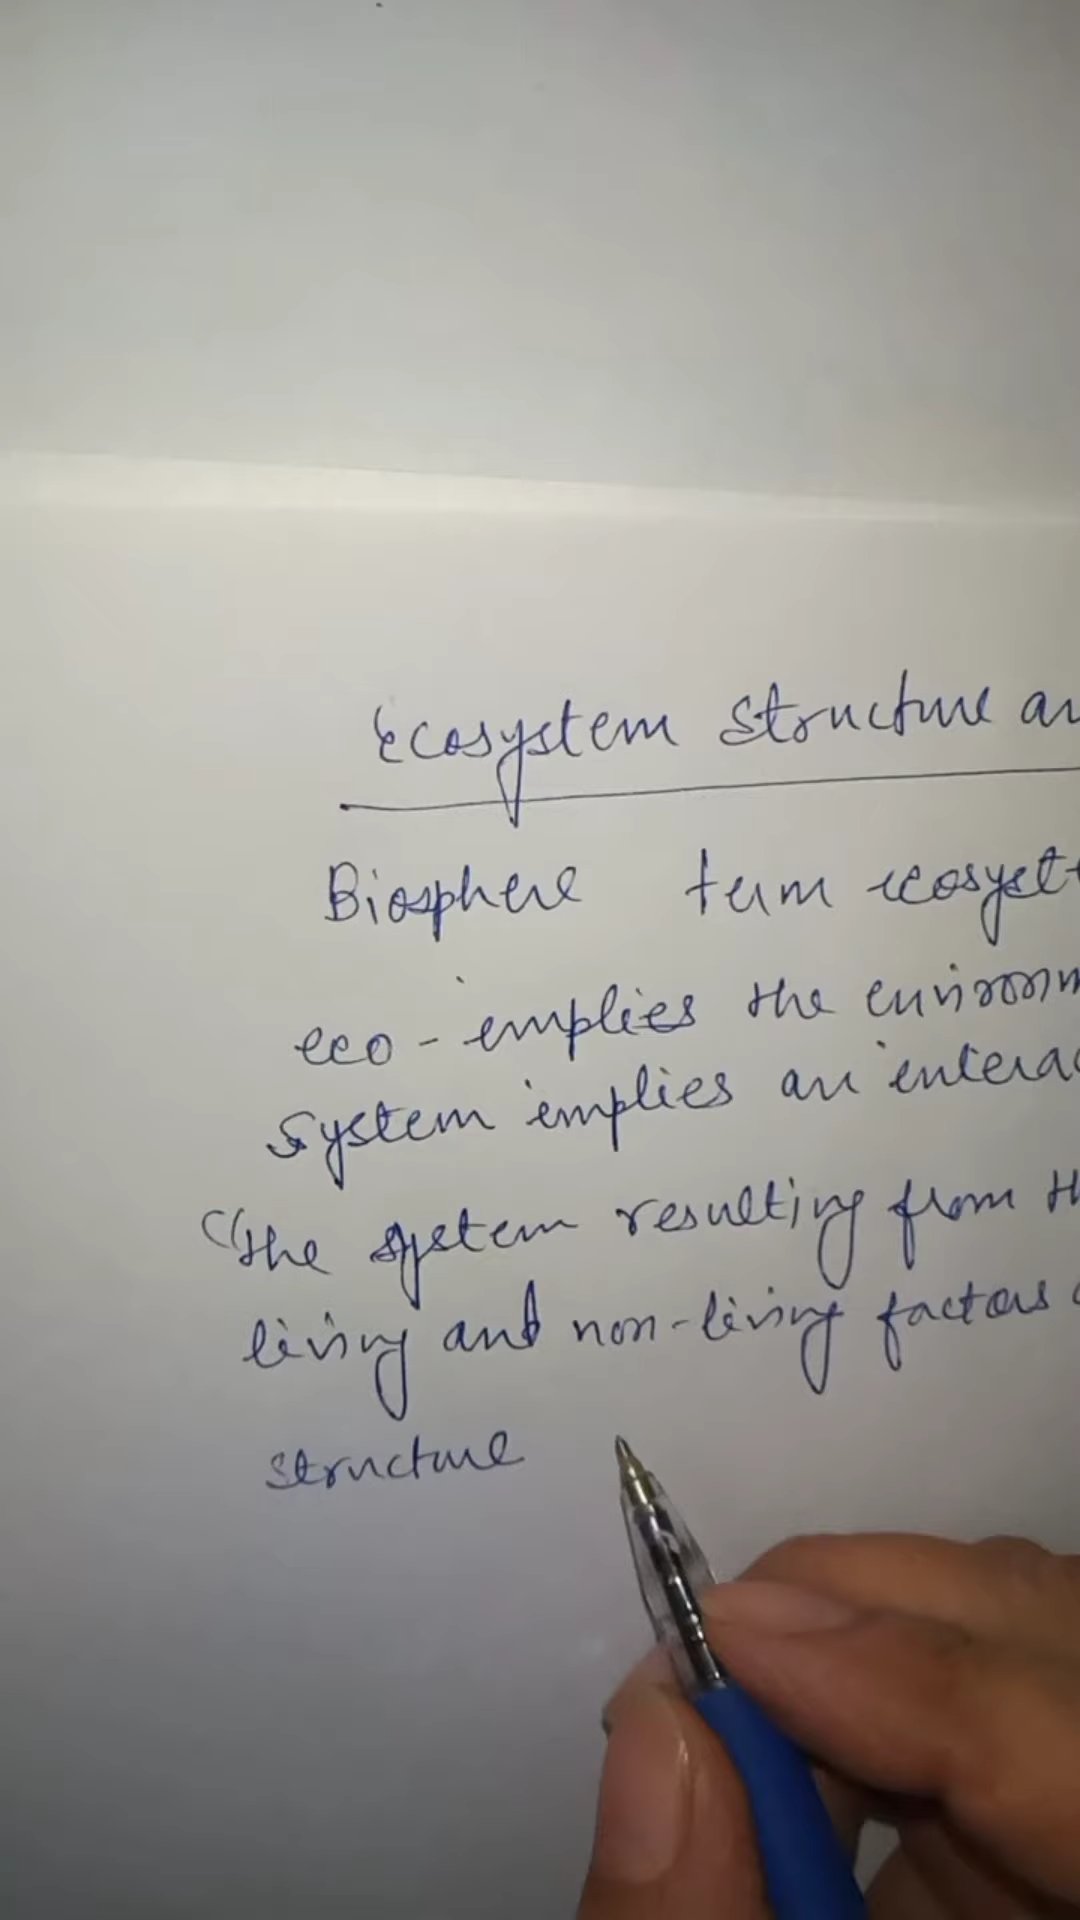 Ecosystem structure an
Biosphere term ecosyst
eco - implies the environm
system implies an interac
"the system resulting from th
living and non-living factors o
structure